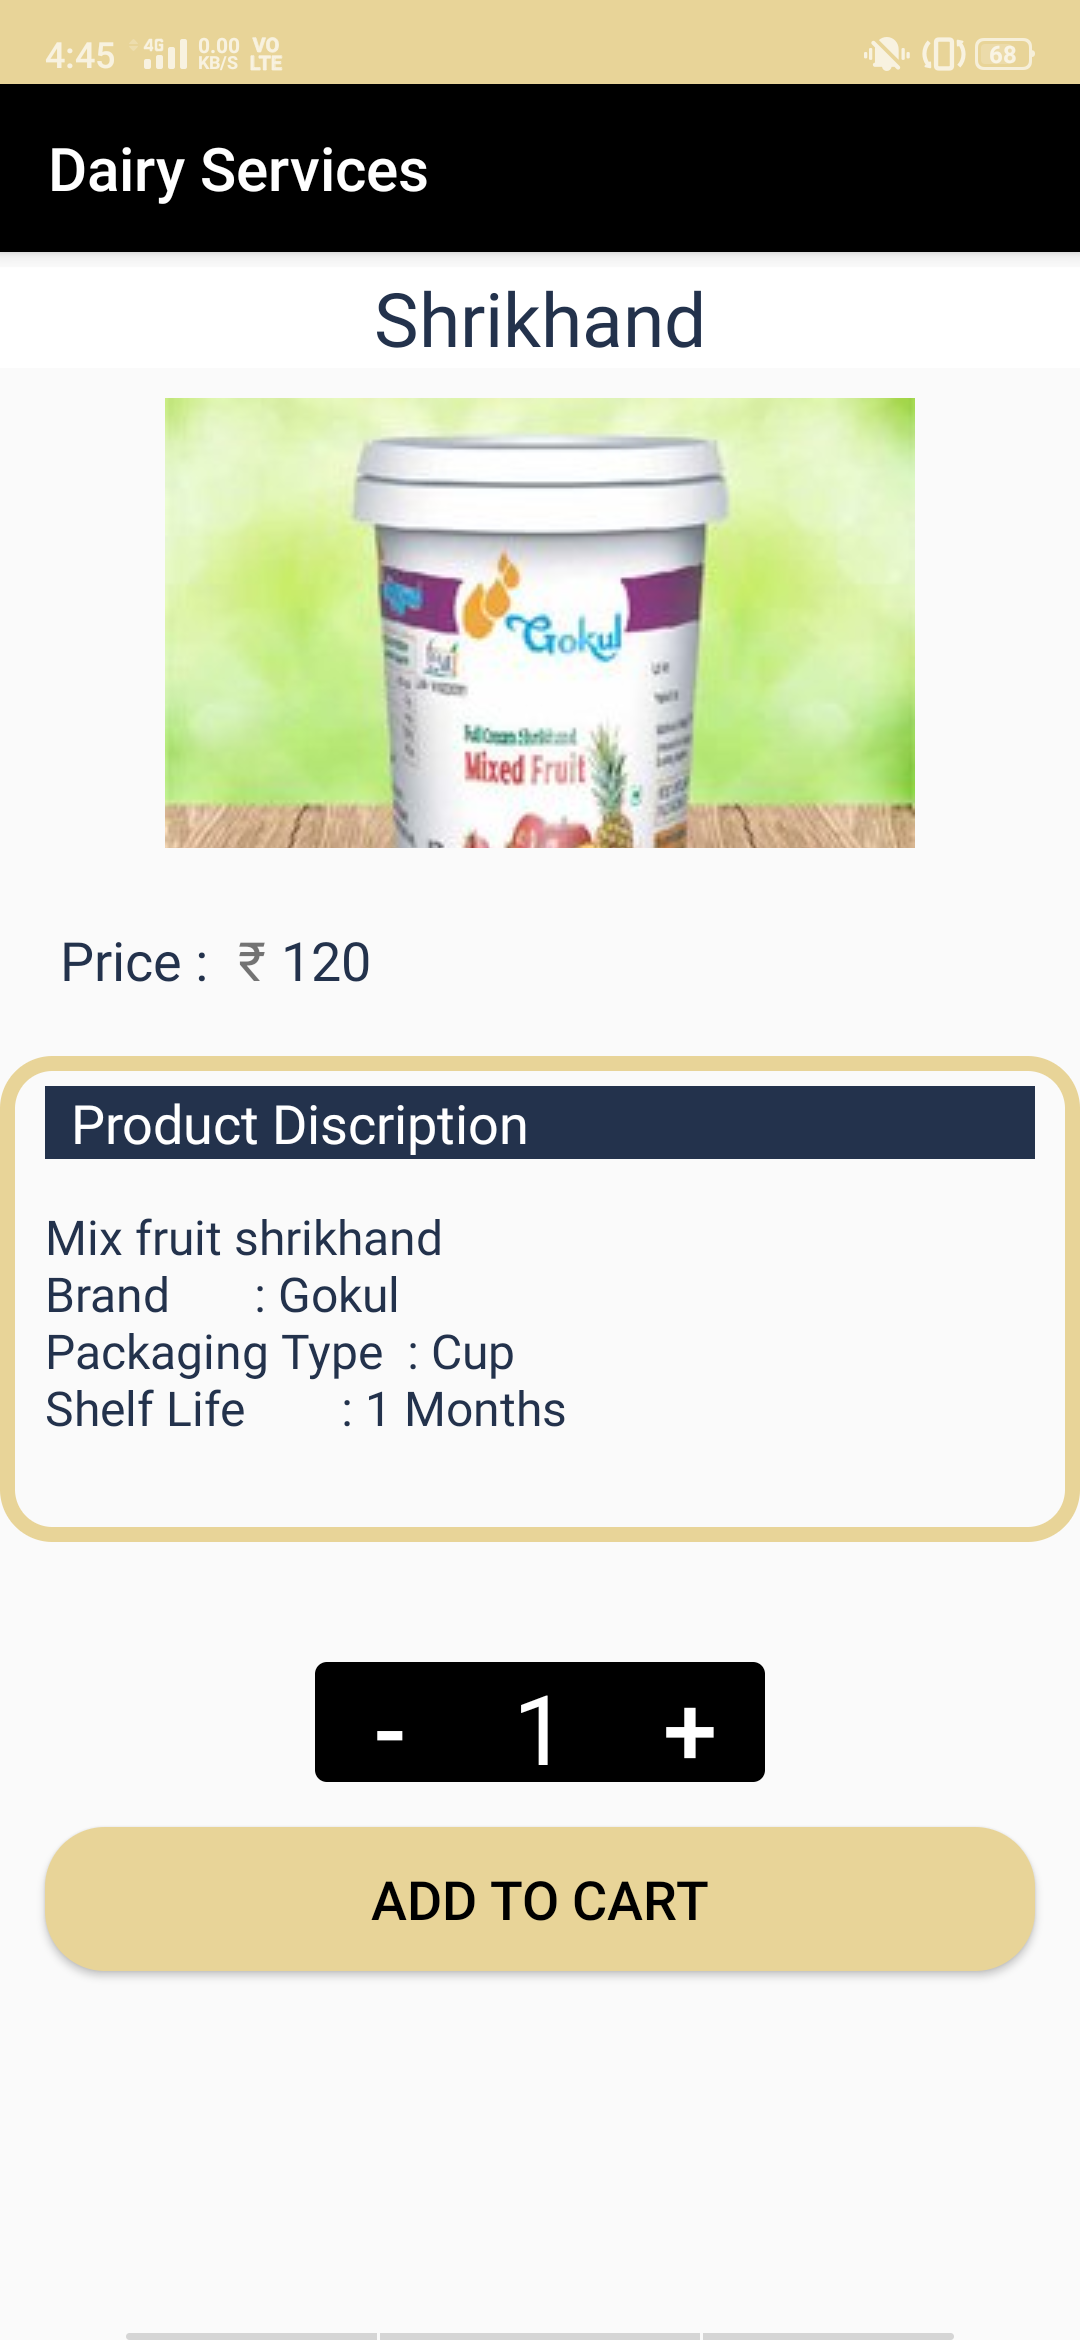 4:45 4G 0.00 KB/S VO LTE 68
Dairy Services
Shrikhand
Gokul
Full Cream Shrikhand
Mixed Fruit
Price : ₹ 120
Product Discription
Mix fruit shrikhand
Brand : Gokul
Packaging Type : Cup
Shelf Life : 1 Months
- 1 +
ADD TO CART